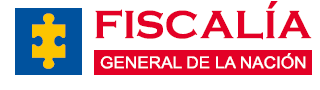 FISCALÍA
GENERAL DE LA NACIÓN